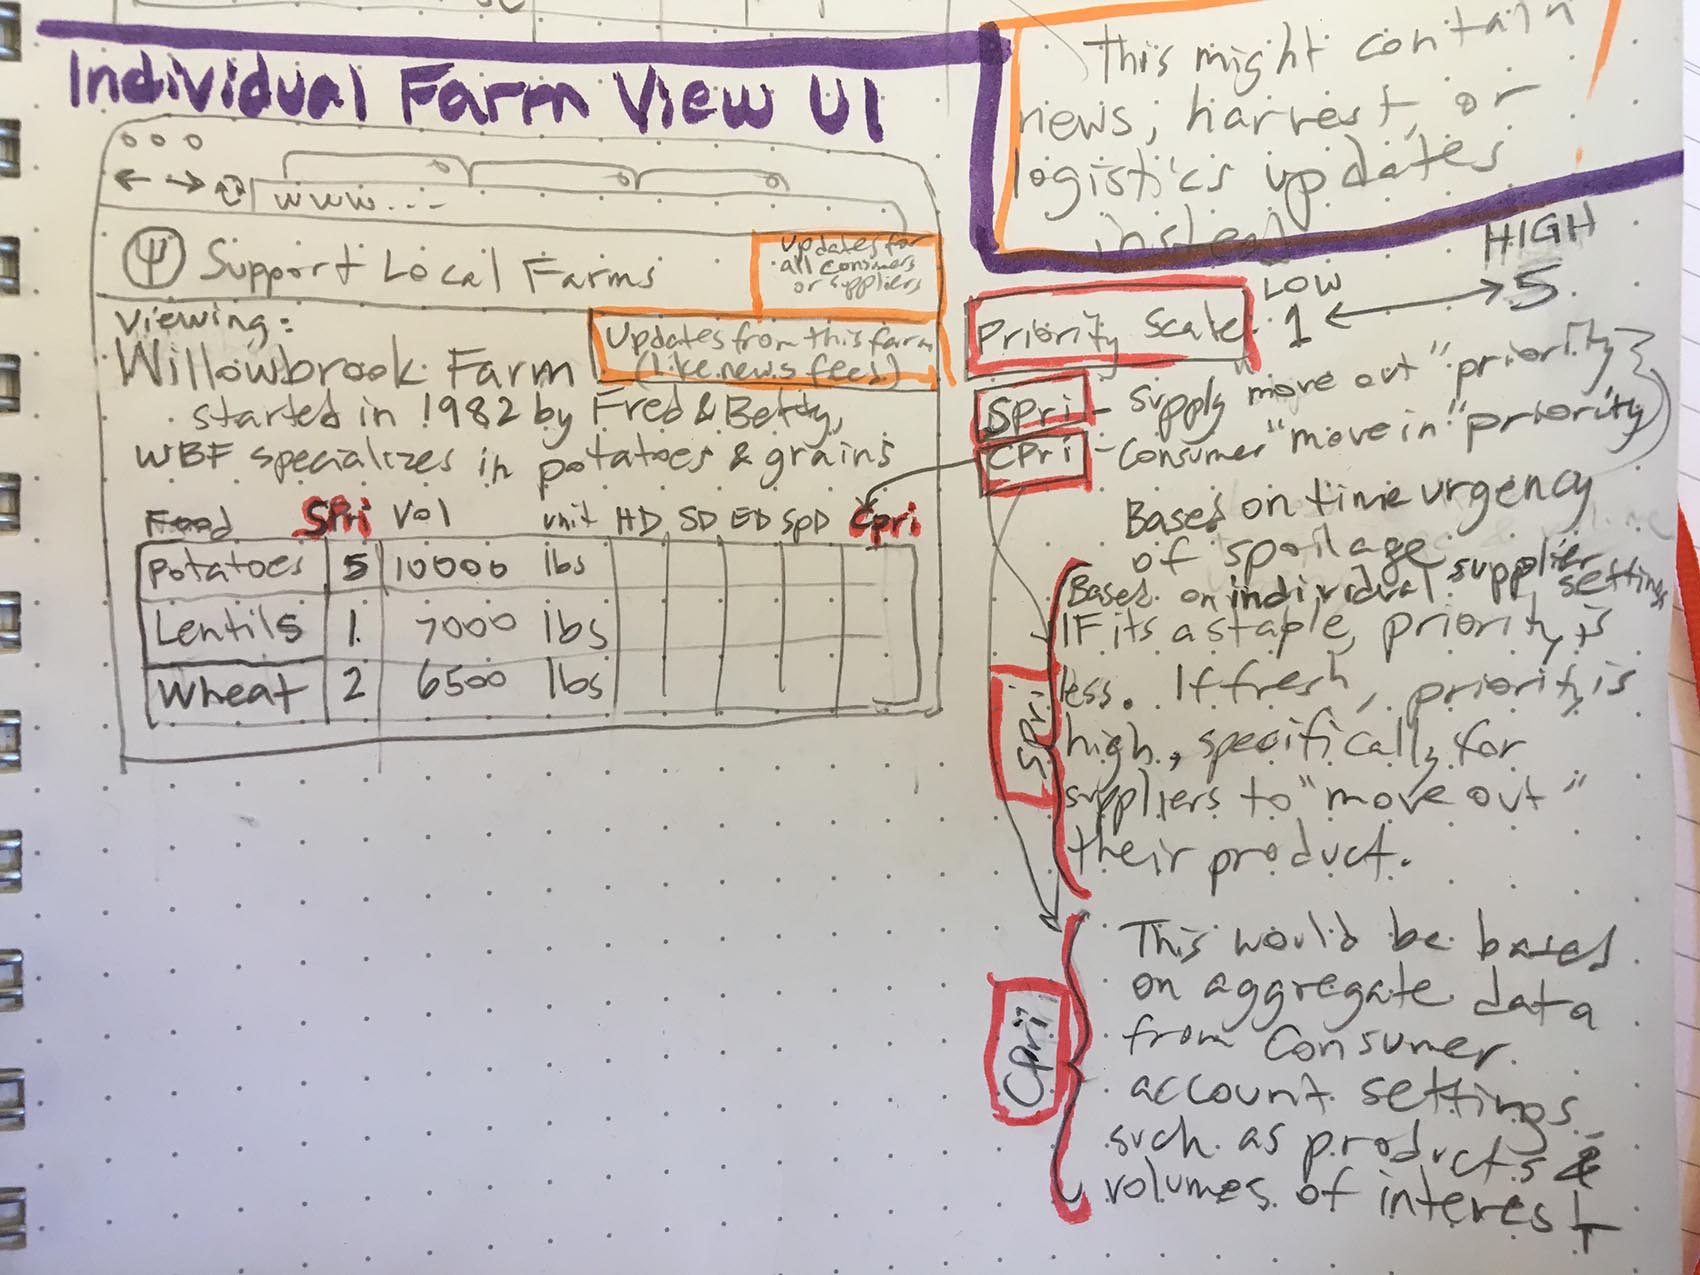 Individual Farm View UI
www...
Support Local Farms
Updates for
all consumers
or suppliers
Viewing:
Willowbrook Farm
Updates from this farm
(like news feed)
started in 1982 by Fred & Betty,
WBF specializes in potatoes & grains
Food SPri Vol unit HD SD ED SpD Cpri
Potatoes 5 10000 lbs
Lentils 1 7000 lbs
Wheat 2 6500 lbs
This might contain
news, harvest, or
logistics updates
instead
Priority Scale LOW 1 HIGH 5
SPri - Supply move out "priority"
CPri - Consumer "move in" "priority"
Based on time urgency
of spoilage
Based on individual supplier settings
IF its a staple, priority is
less. If fresh, priority is
high, specifically for
suppliers to "move out"
their product.
SPri
This would be based
on aggregate data
from Consumer
account settings
such as products &
volumes of interest
Cpri